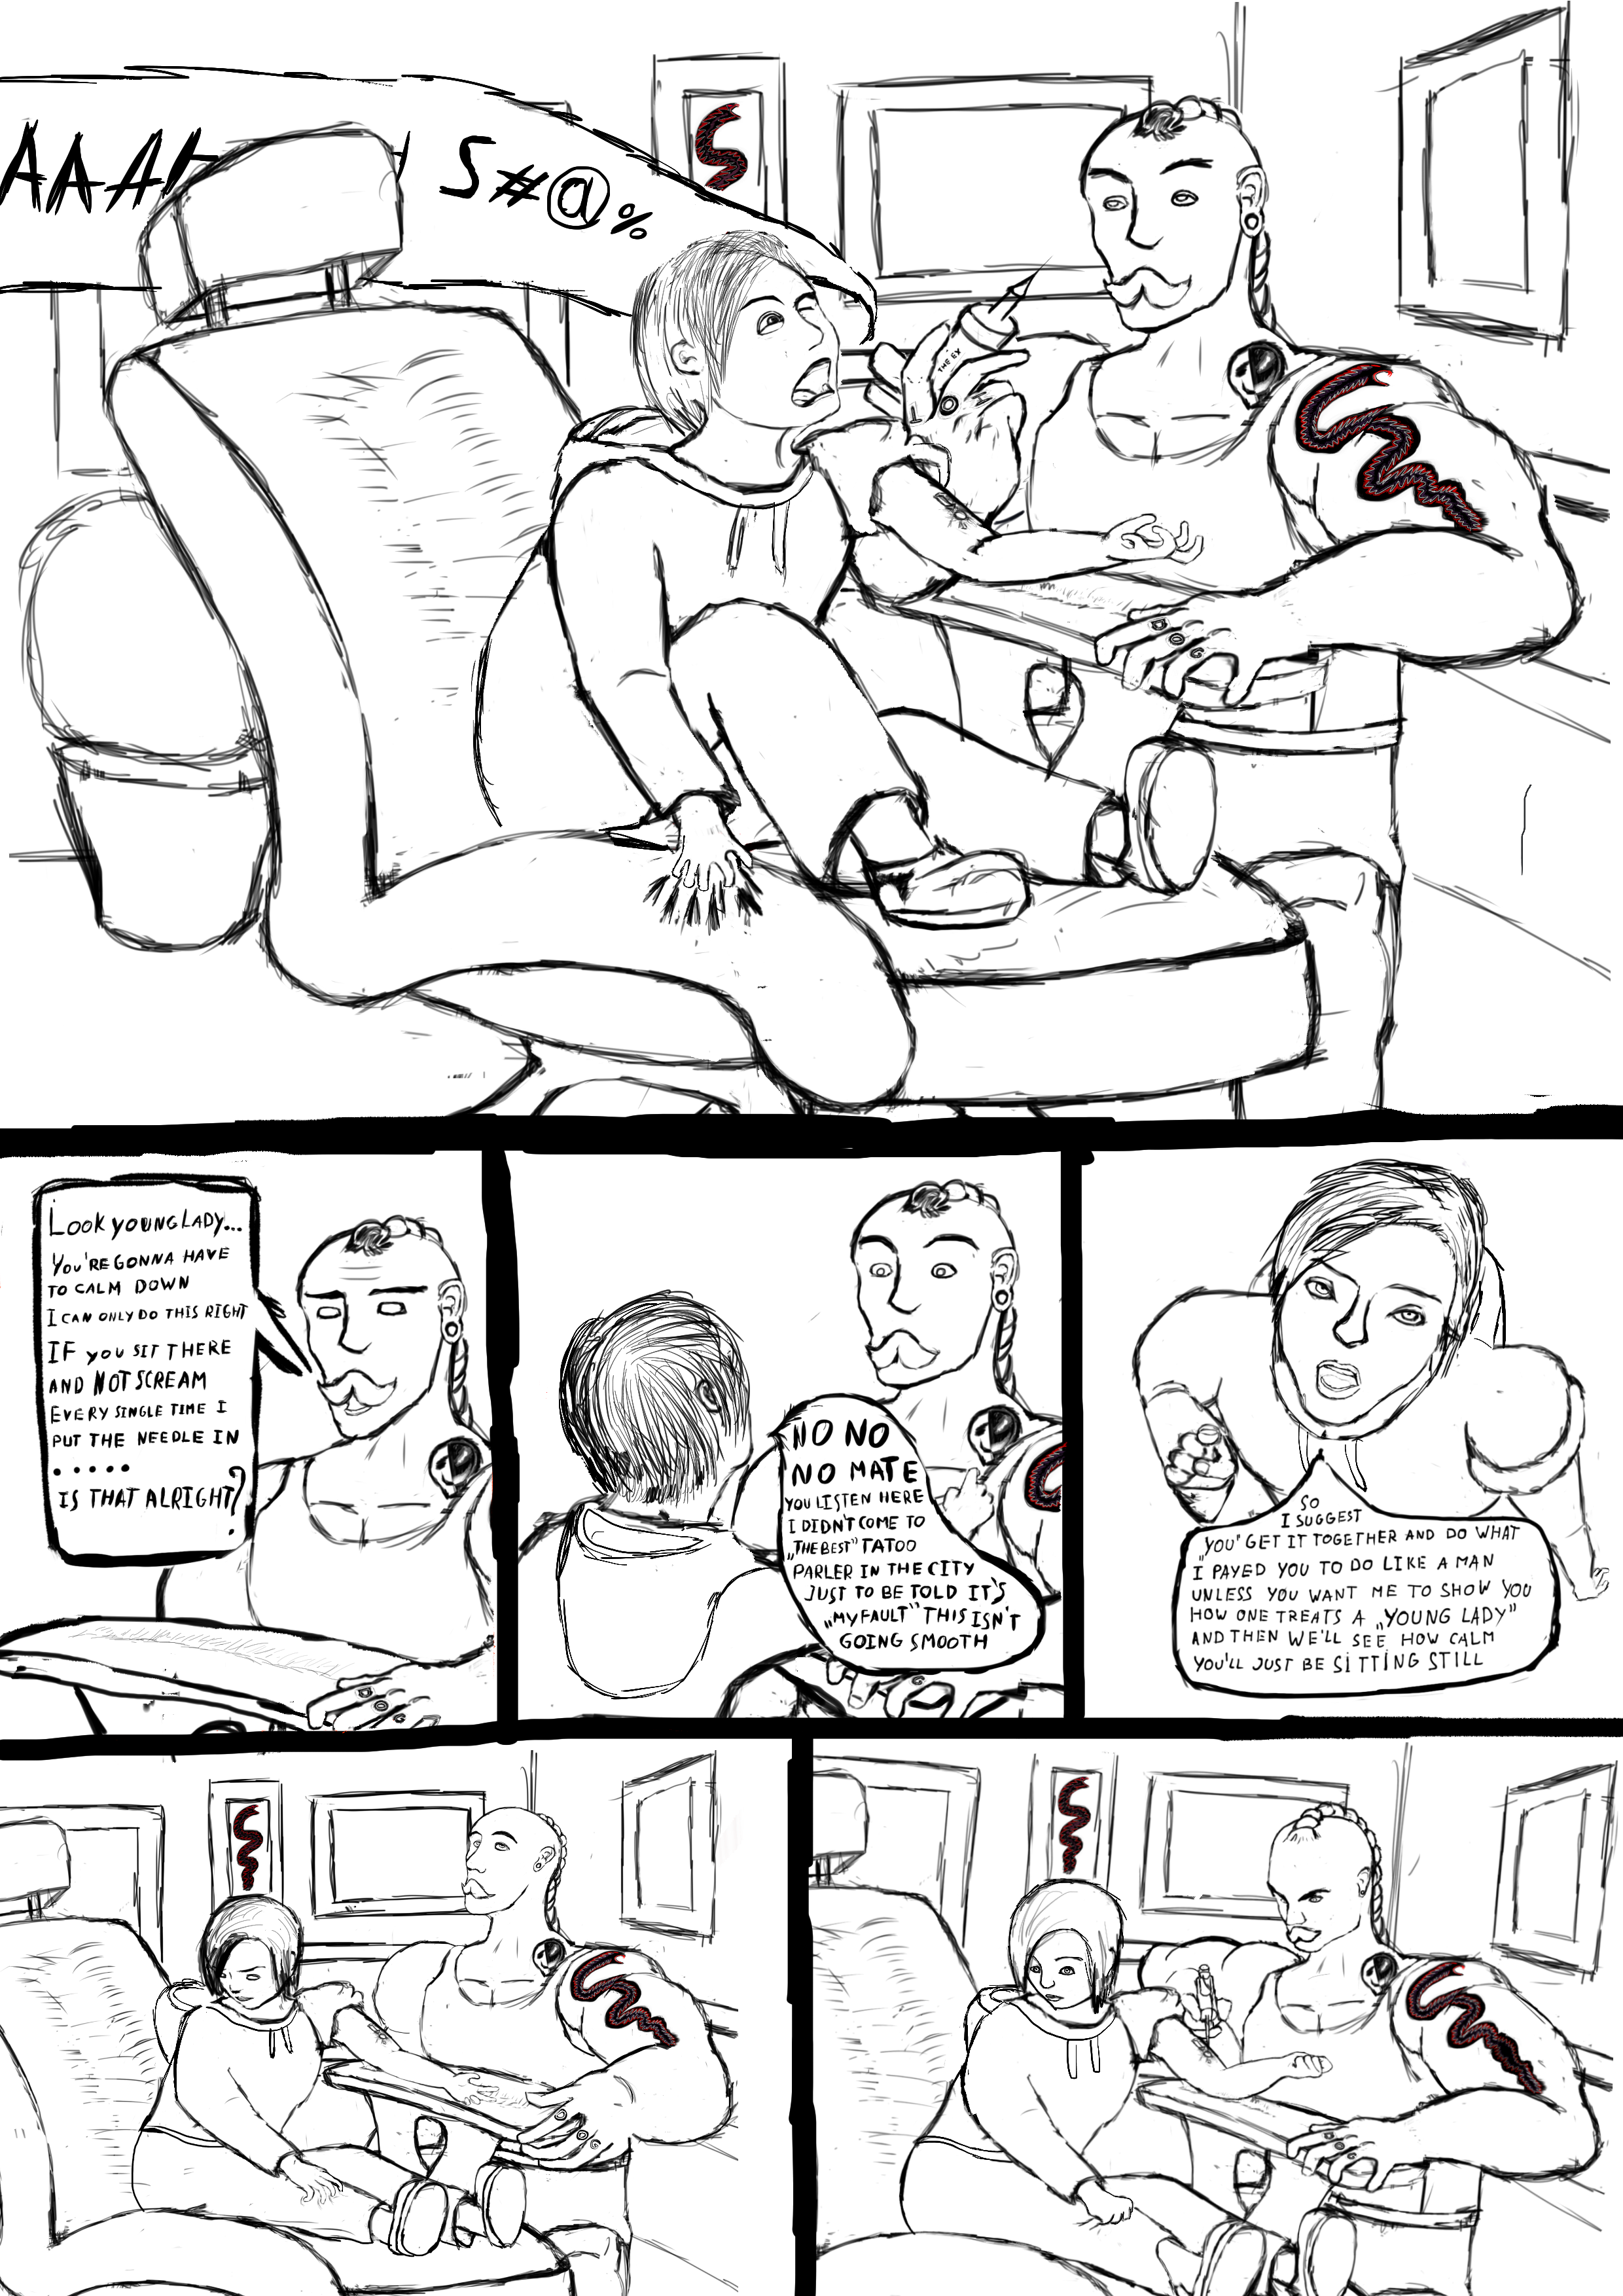 AAAH S#@%
THE EX
LOOK YOUNG LADY...
YOU'RE GONNA HAVE
TO CALM DOWN
I CAN ONLY DO THIS RIGHT
IF YOU SIT THERE
AND NOT SCREAM
EVERY SINGLE TIME I
PUT THE NEEDLE IN
.....
IS THAT ALRIGHT?
NO NO
NO MATE
YOU LISTEN HERE
I DIDN'T COME TO
„THE BEST" TATOO
PARLER IN THE CITY
JUST TO BE TOLD IT'S
„MY FAULT" THIS ISN'T
GOING SMOOTH
SO
I SUGGEST
„YOU" GET IT TOGETHER AND DO WHAT
I PAYED YOU TO DO LIKE A MAN
UNLESS YOU WANT ME TO SHOW YOU
HOW ONE TREATS A „YOUNG LADY"
AND THEN WE'LL SEE HOW CALM
YOU'LL JUST BE SITTING STILL